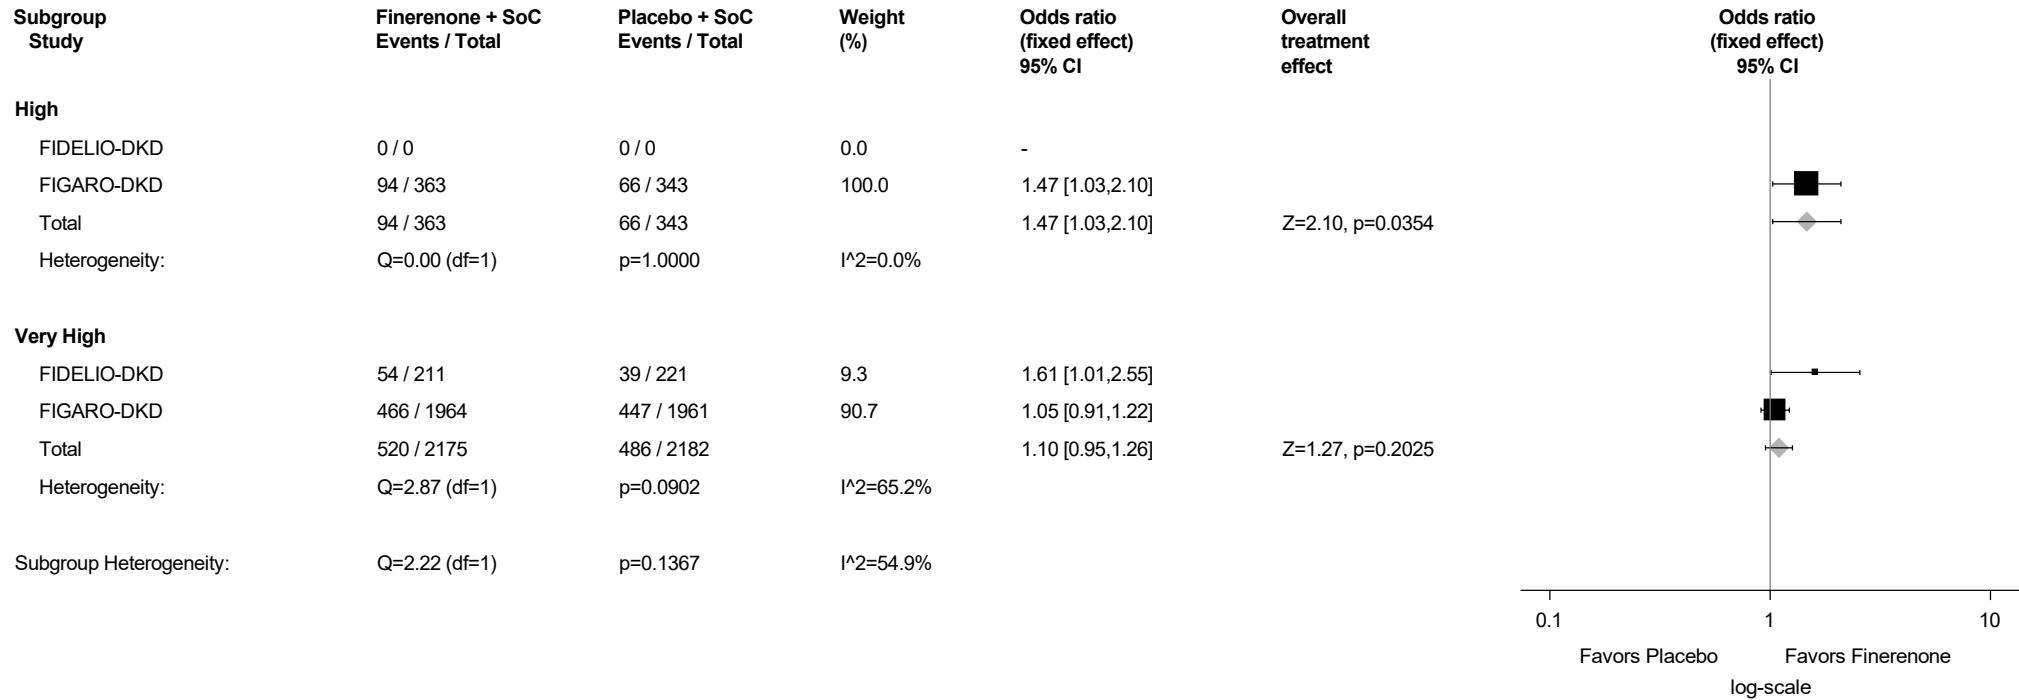 Subgroup Finerenone + SoC Placebo + SoC Weight Odds ratio Overall Odds ratio
Study Events / Total Events / Total (%) (fixed effect) treatment (fixed effect)
95% CI effect 95% CI
High
FIDELIO-DKD 0 / 0 0 / 0 0.0 -
FIGARO-DKD 94 / 363 66 / 343 100.0 1.47 [1.03,2.10]
Total 94 / 363 66 / 343 1.47 [1.03,2.10] Z=2.10, p=0.0354
Heterogeneity: Q=0.00 (df=1) p=1.0000 I^2=0.0%
Very High
FIDELIO-DKD 54 / 211 39 / 221 9.3 1.61 [1.01,2.55]
FIGARO-DKD 466 / 1964 447 / 1961 90.7 1.05 [0.91,1.22]
Total 520 / 2175 486 / 2182 1.10 [0.95,1.26] Z=1.27, p=0.2025
Heterogeneity: Q=2.87 (df=1) p=0.0902 I^2=65.2%
Subgroup Heterogeneity: Q=2.22 (df=1) p=0.1367 I^2=54.9%
0.1 1 10
Favors Placebo Favors Finerenone
log-scale